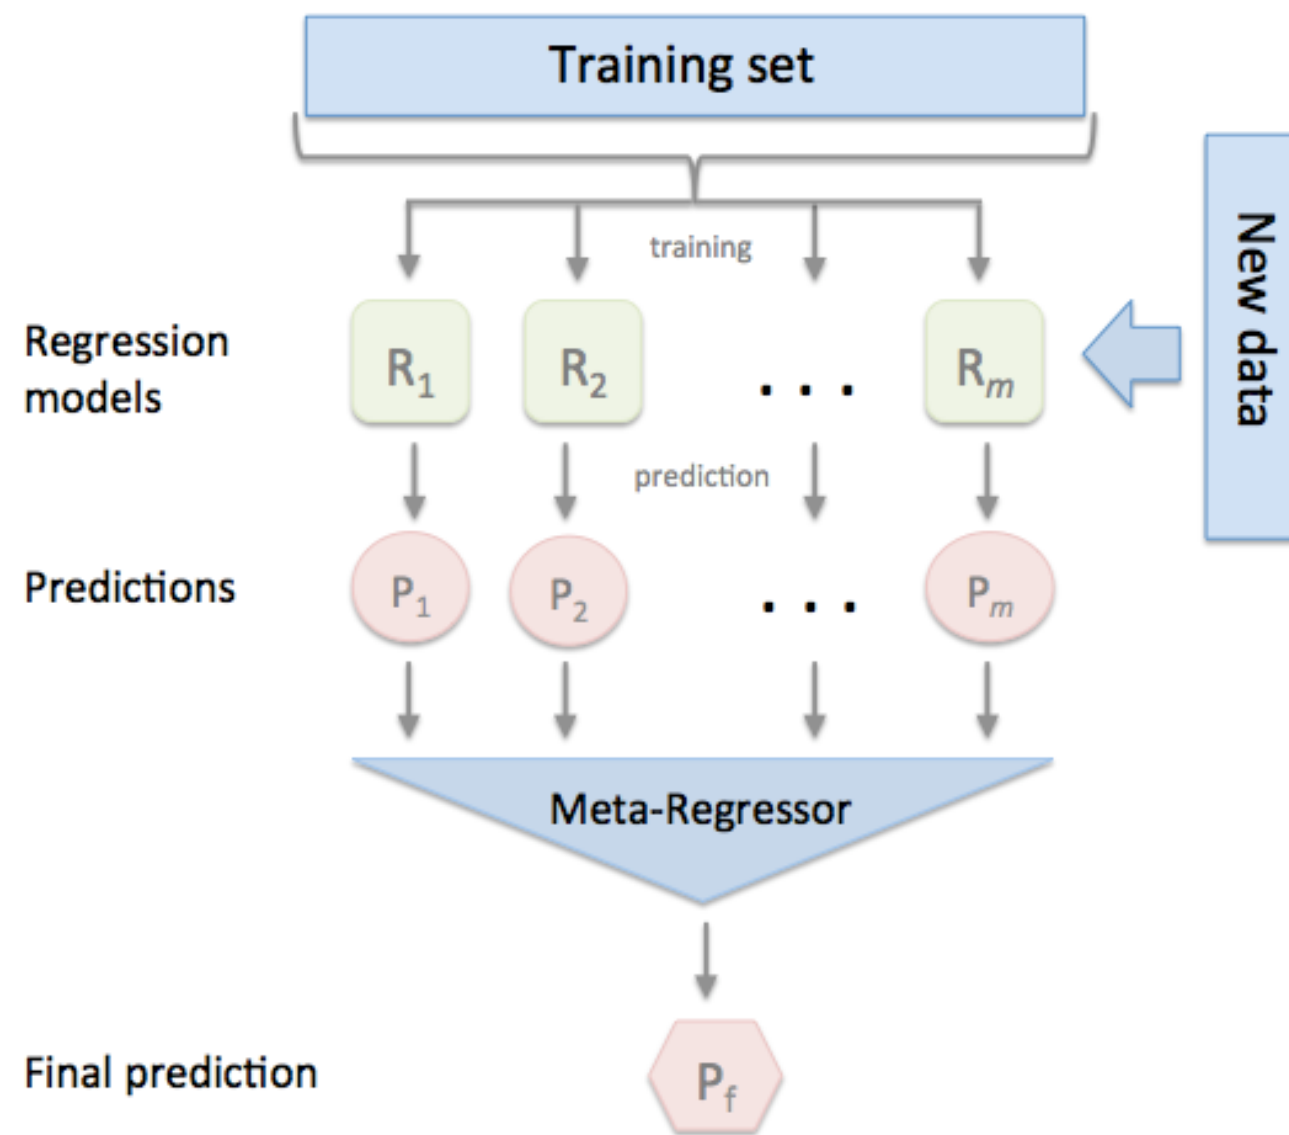 Training set
training
New data
Regression
models
R1
R2
. . .
Rm
prediction
Predictions
P1
P2
. . .
Pm
Meta-Regressor
Final prediction
Pf